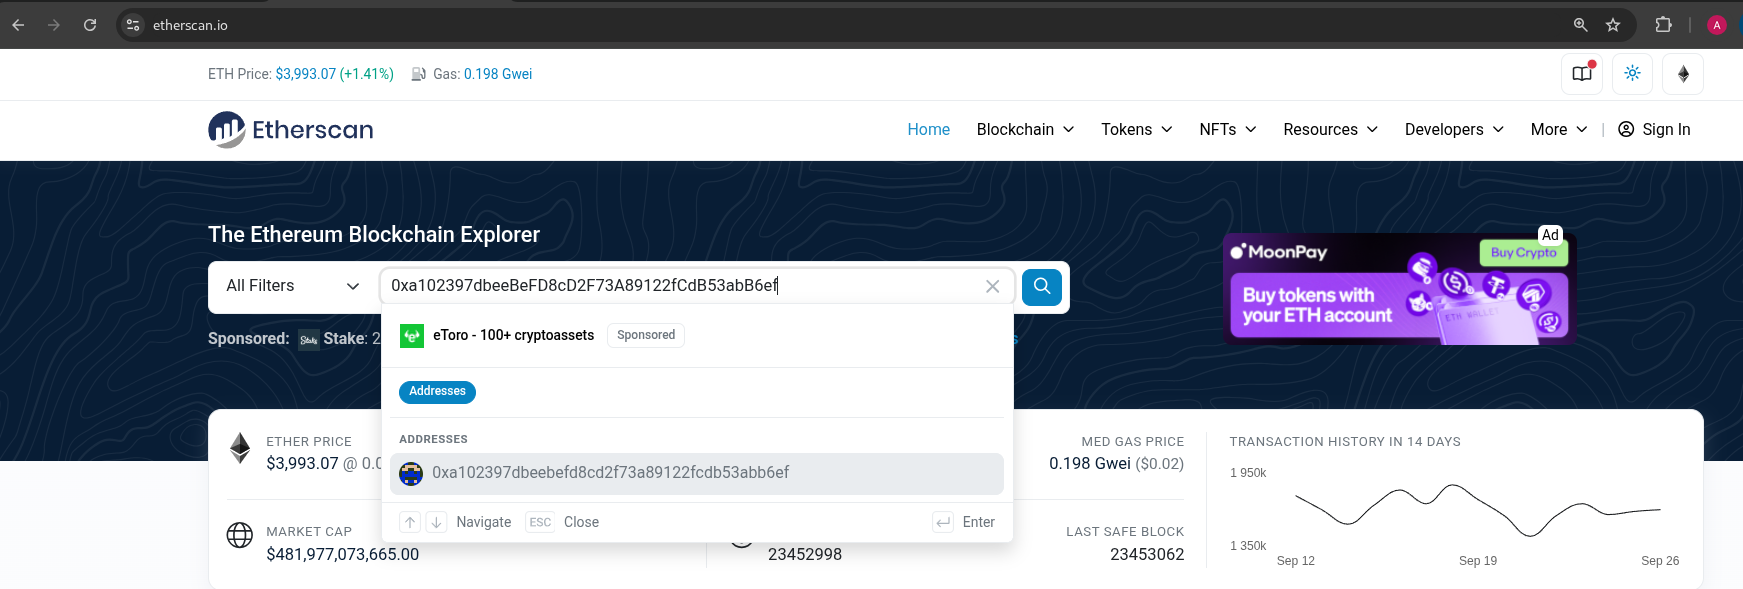 etherscan.io
A
ETH Price: $3,993.07 (+1.41%) Gas: 0.198 Gwei
Etherscan
Home Blockchain Tokens NFTs Resources Developers More | Sign In
The Ethereum Blockchain Explorer
All Filters
0xa102397dbeeBeFD8cD2F73A89122fCdB53abB6ef
Sponsored: Stake Stake: 2
s
eToro - 100+ cryptoassets Sponsored
Addresses
ADDRESSES
0xa102397dbeebefd8cd2f73a89122fcdb53abb6ef
ESC
Navigate
Close
Enter
Ad
MoonPay
Buy Crypto
Buy tokens with
your ETH account
ETH WALLET
ETHER PRICE
$3,993.07 @ 0.0
MARKET CAP
$481,977,073,665.00
MED GAS PRICE
0.198 Gwei ($0.02)
23452998
LAST SAFE BLOCK
23453062
TRANSACTION HISTORY IN 14 DAYS
1 950k
1 350k
Sep 12 Sep 19 Sep 26